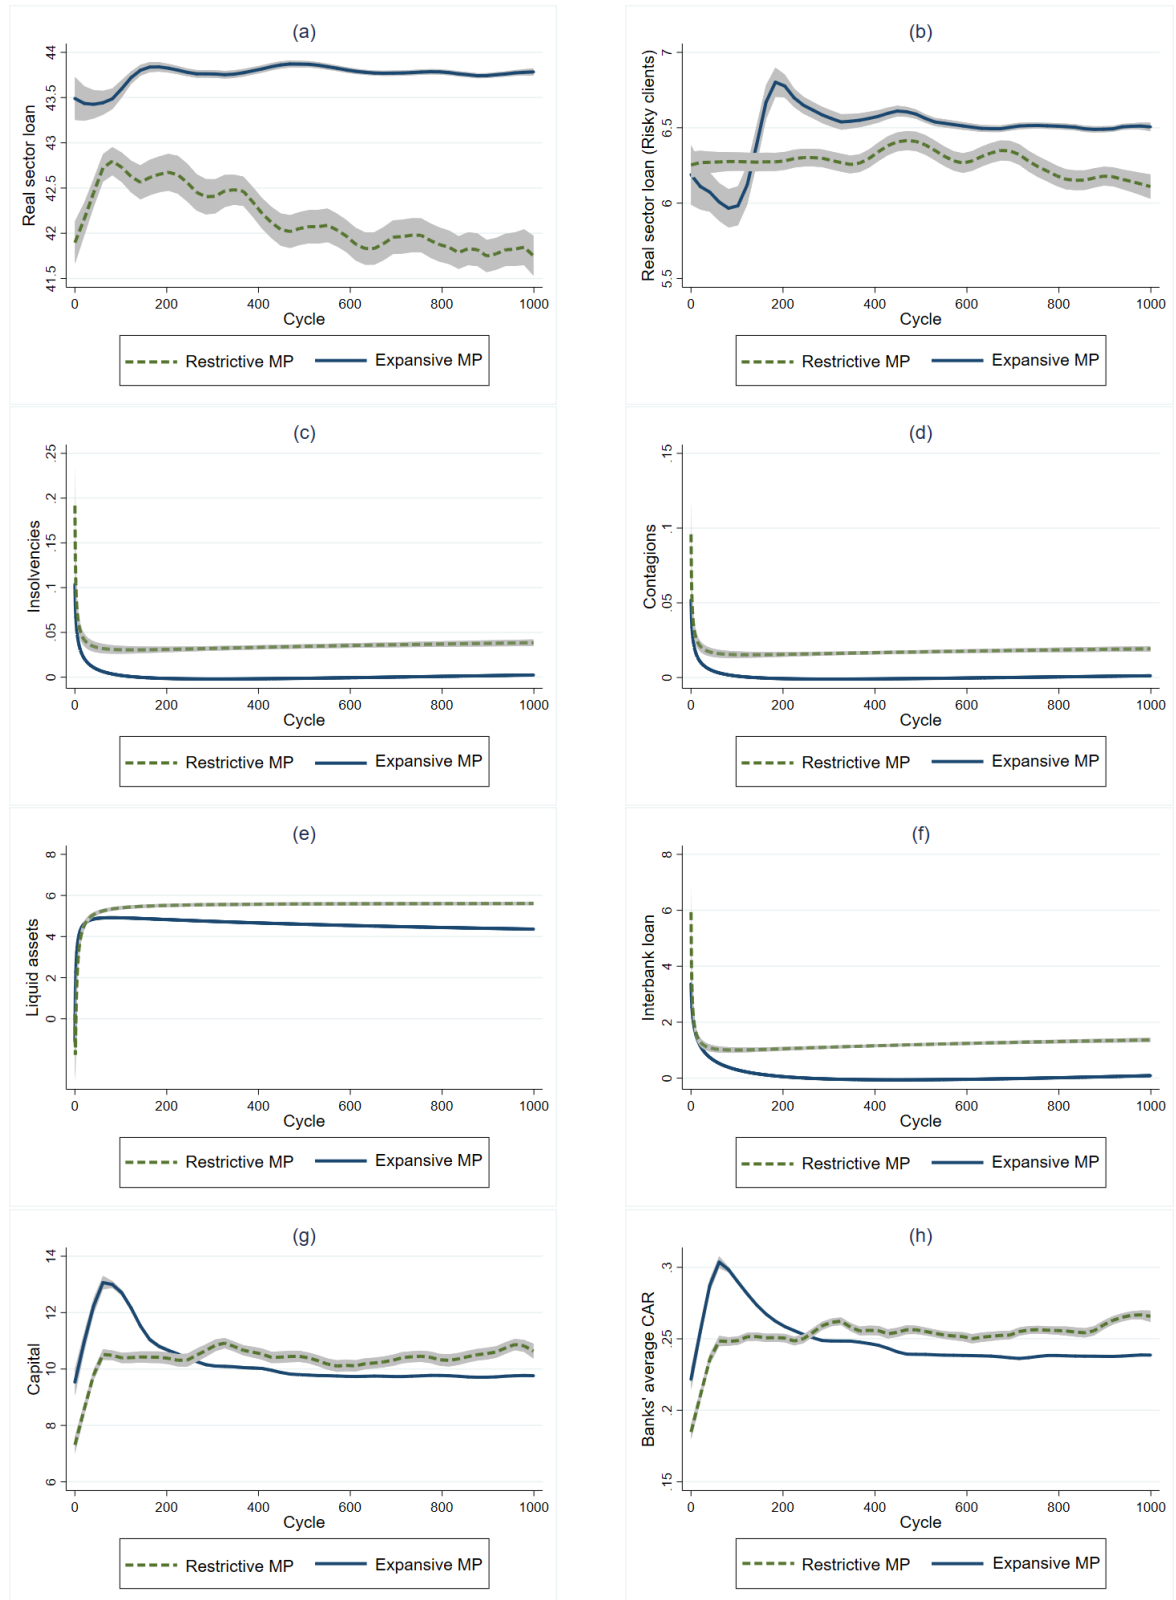 (a)
Real sector loan
44
43.5
43
42.5
42
41.5
0 200 400 600 800 1000
Cycle
Restrictive MP Expansive MP
(b)
Real sector loan (Risky clients)
7
6.5
6
5.5
0 200 400 600 800 1000
Cycle
Restrictive MP Expansive MP
(c)
Insolvencies
.25
.2
.15
.1
.05
0
0 200 400 600 800 1000
Cycle
Restrictive MP Expansive MP
(d)
Contagions
.15
.1
.05
0
0 200 400 600 800 1000
Cycle
Restrictive MP Expansive MP
(e)
Liquid assets
8
6
4
2
0
0 200 400 600 800 1000
Cycle
Restrictive MP Expansive MP
(f)
Interbank loan
8
6
4
2
0
0 200 400 600 800 1000
Cycle
Restrictive MP Expansive MP
(g)
Capital
14
12
10
8
6
0 200 400 600 800 1000
Cycle
Restrictive MP Expansive MP
(h)
Banks' average CAR
.3
.25
.2
.15
0 200 400 600 800 1000
Cycle
Restrictive MP Expansive MP